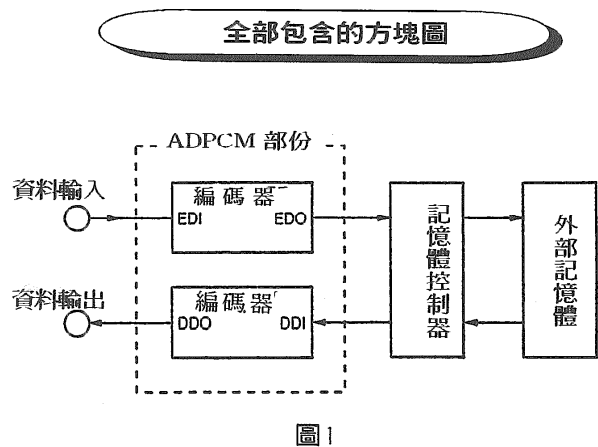 全部包含的方塊圖
ADPCM 部份
資料輸入
編碼器
EDI
EDO
資料輸出
編碼器
DDO
DDI
記憶體控制器
外部記憶體
圖1